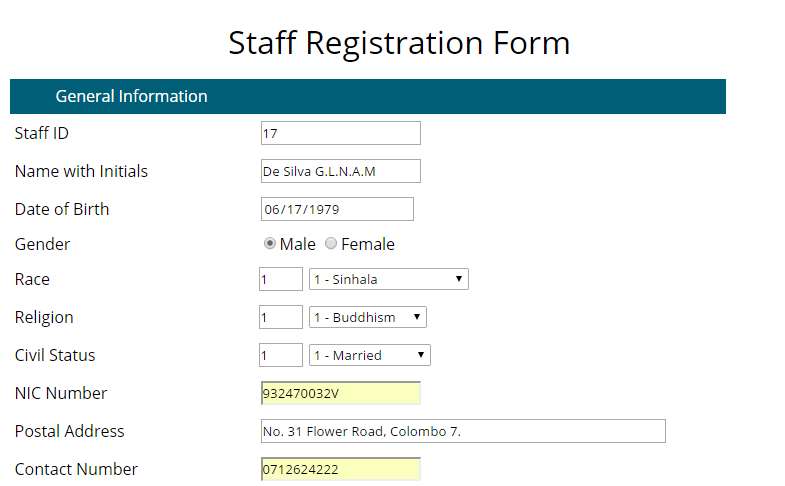 Staff Registration Form
General Information
Staff ID 17
Name with Initials De Silva G.L.N.A.M
Date of Birth 06/17/1979
Gender Male Female
Race 1 1 - Sinhala
Religion 1 1 - Buddhism
Civil Status 1 1 - Married
NIC Number 932470032V
Postal Address No. 31 Flower Road, Colombo 7.
Contact Number 0712624222